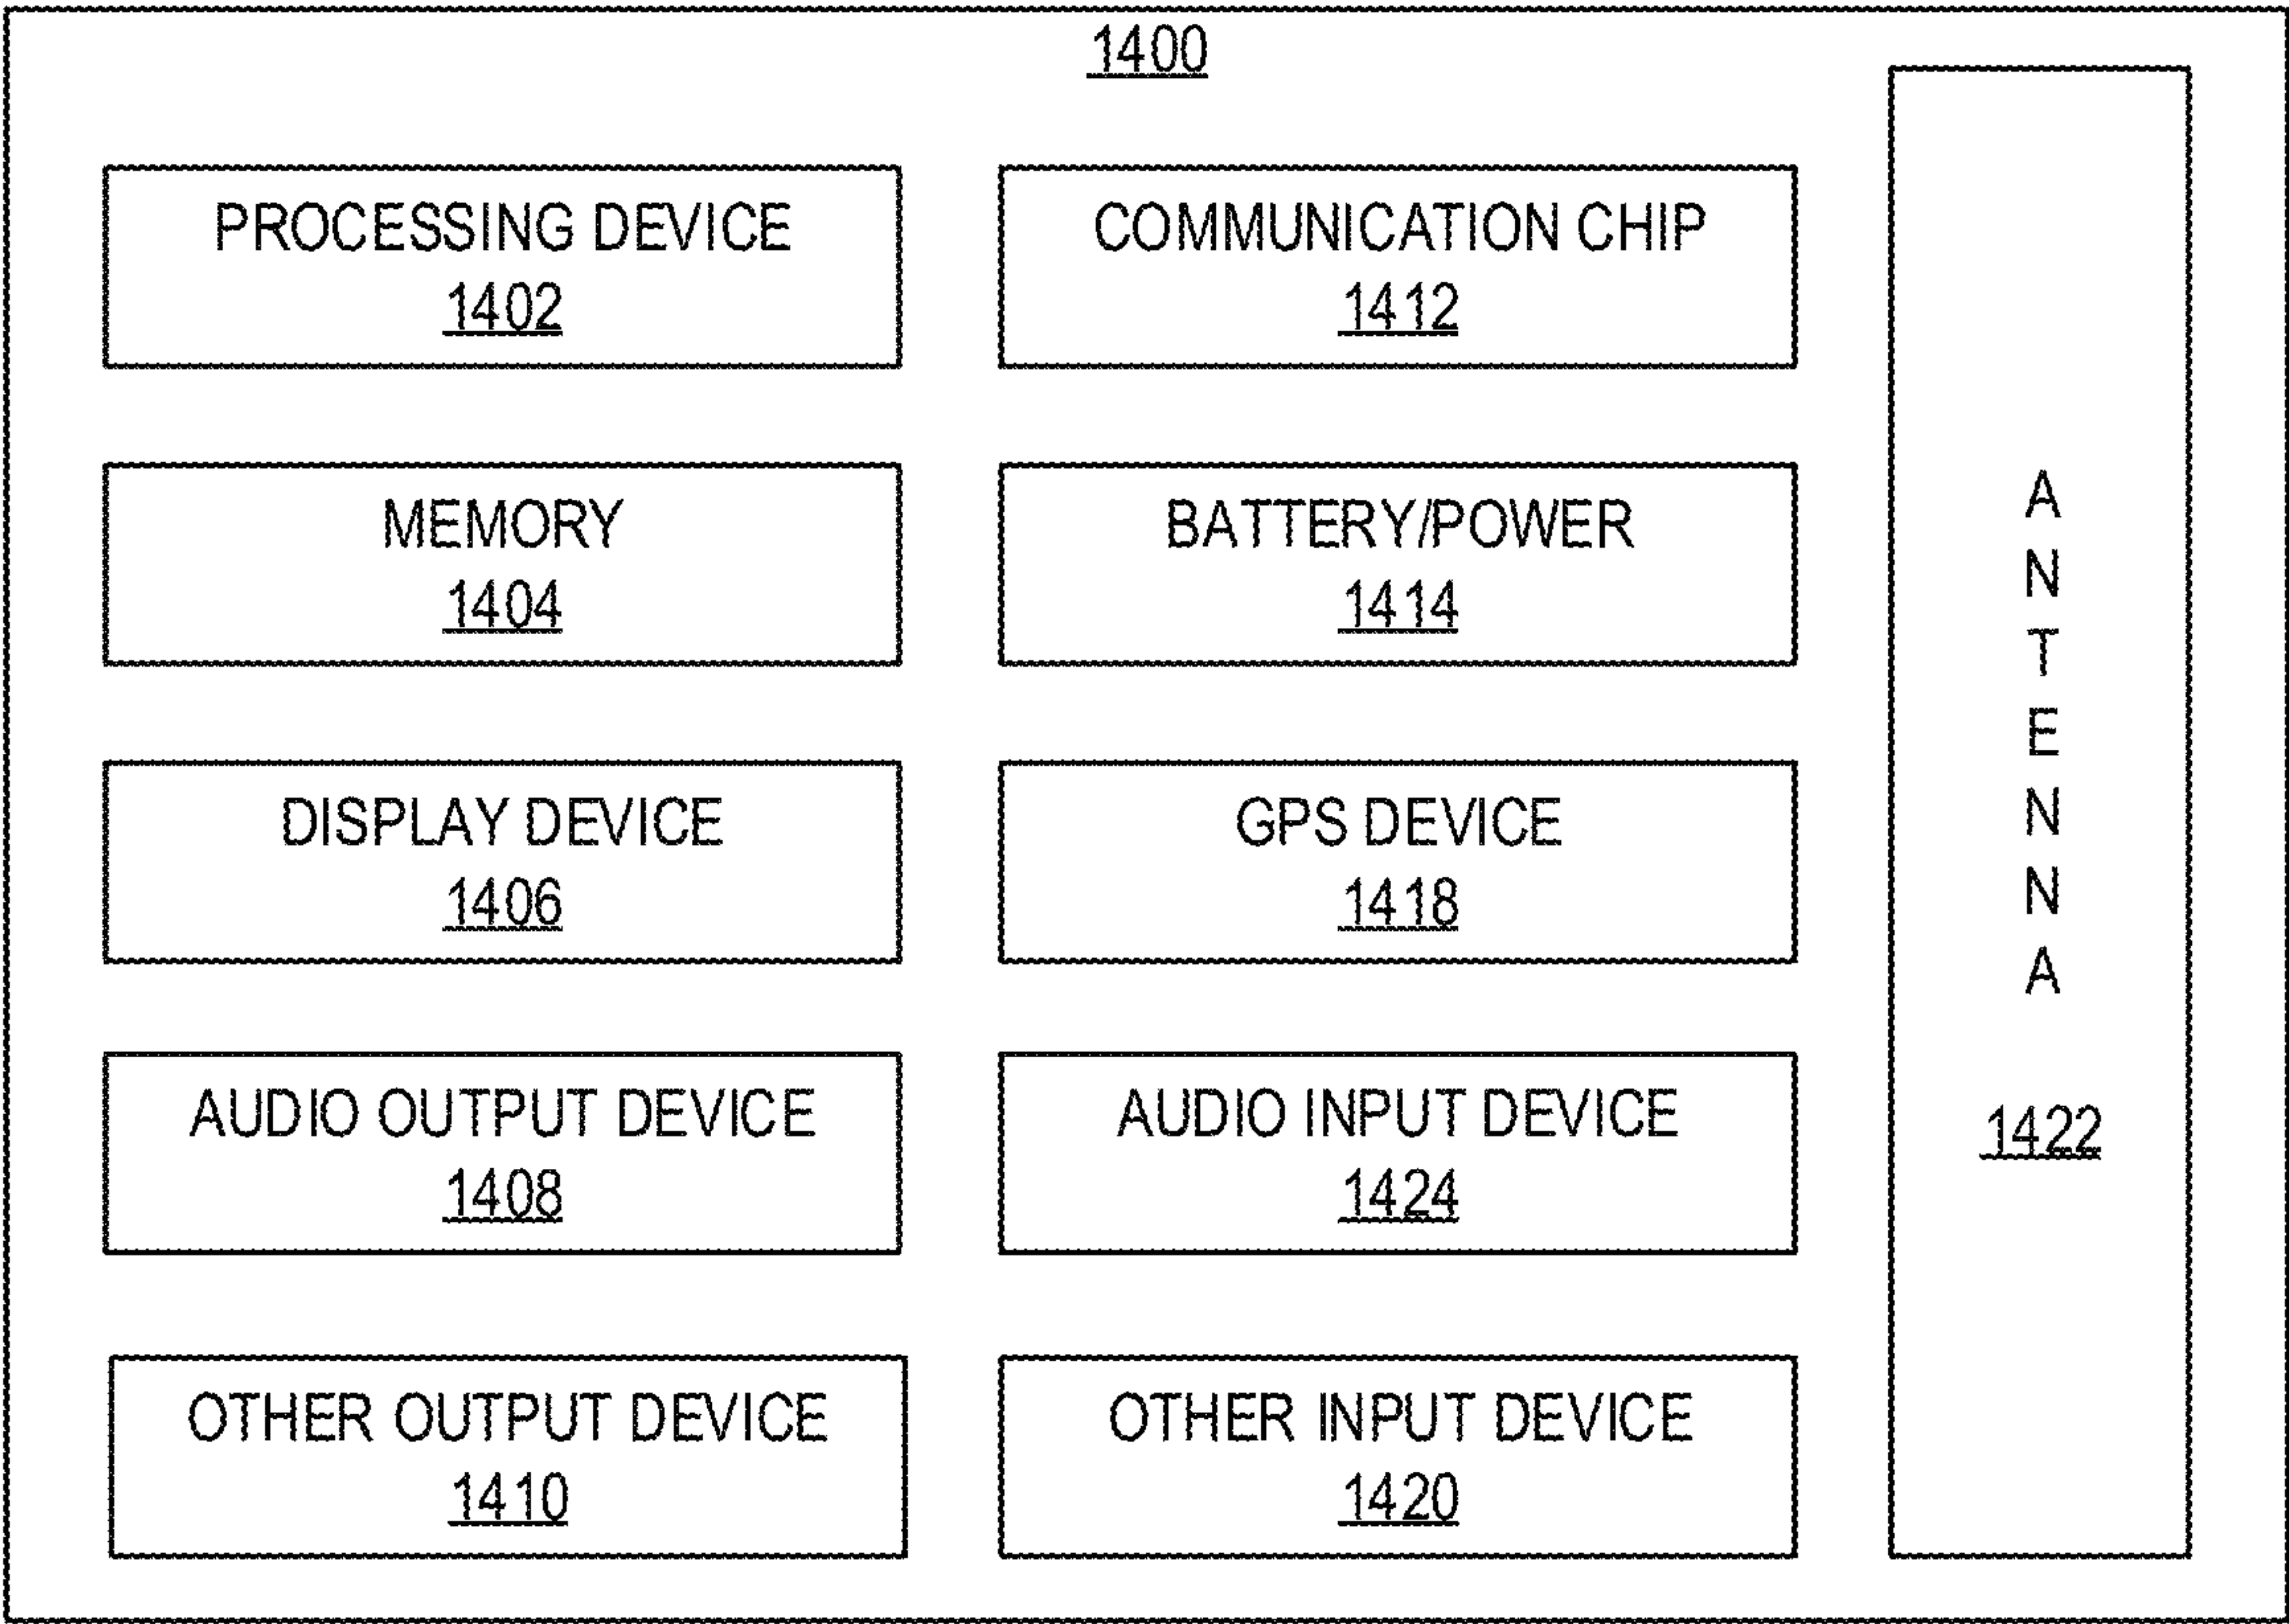 1400
PROCESSING DEVICE
1402
COMMUNICATION CHIP
1412
MEMORY
1404
BATTERY/POWER
1414
DISPLAY DEVICE
1406
GPS DEVICE
1418
AUDIO OUTPUT DEVICE
1408
AUDIO INPUT DEVICE
1424
OTHER OUTPUT DEVICE
1410
OTHER INPUT DEVICE
1420
ANTENNA
1422